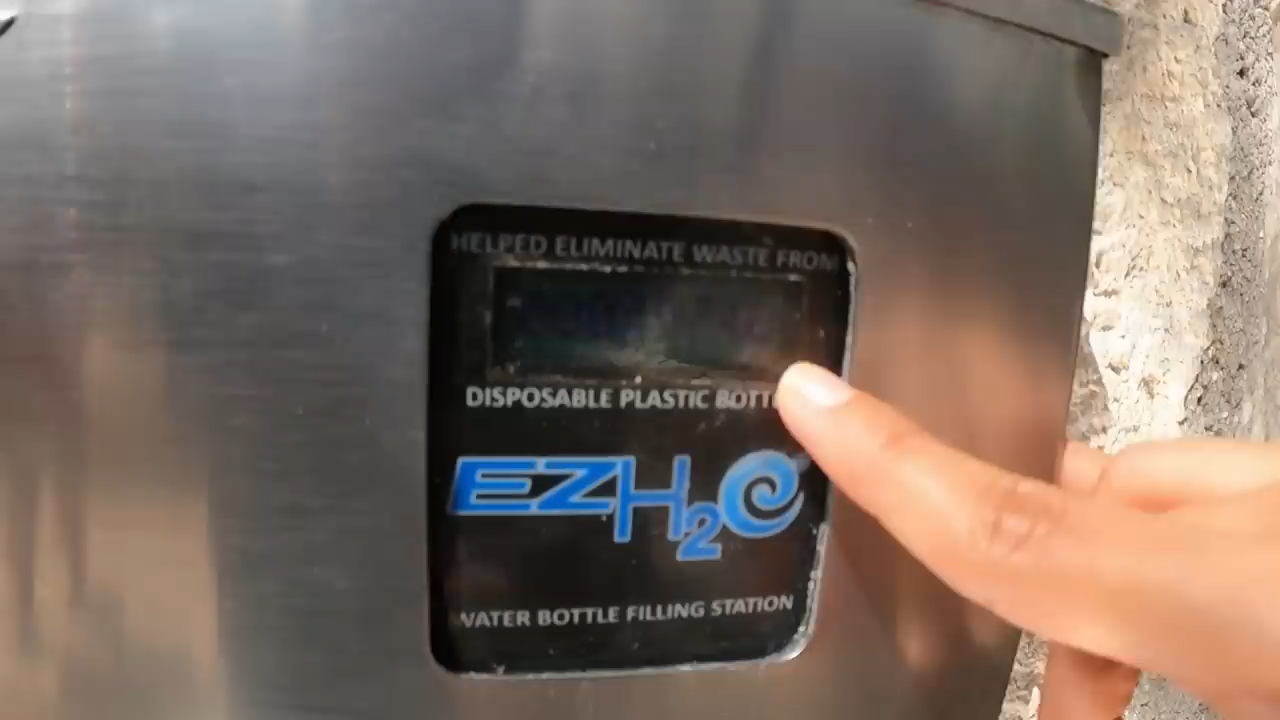 HELPED ELIMINATE WASTE FROM
DISPOSABLE PLASTIC
EZH2O
WATER BOTTLE FILLING STATION